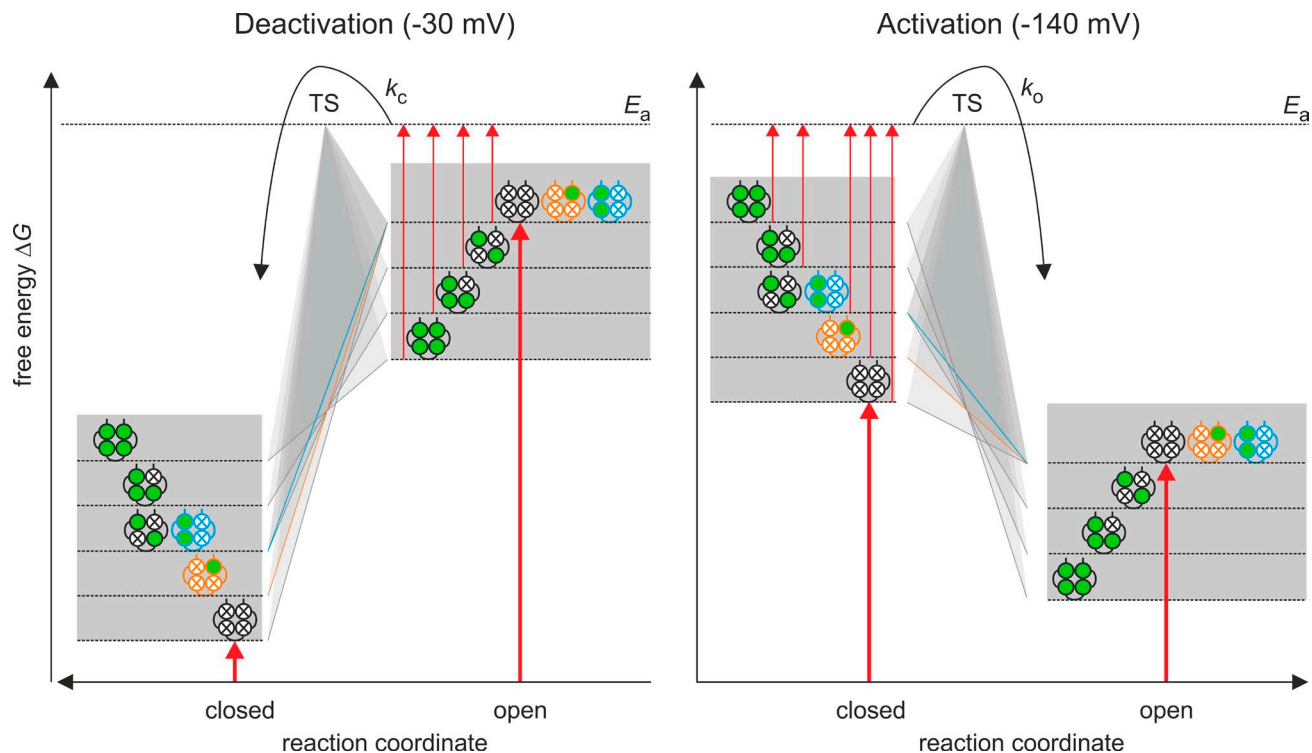 Deactivation (-30 mV)
Activation (-140 mV)
free energy ΔG
TS
kc
Ea
TS
ko
Ea
closed
open
reaction coordinate
closed
open
reaction coordinate